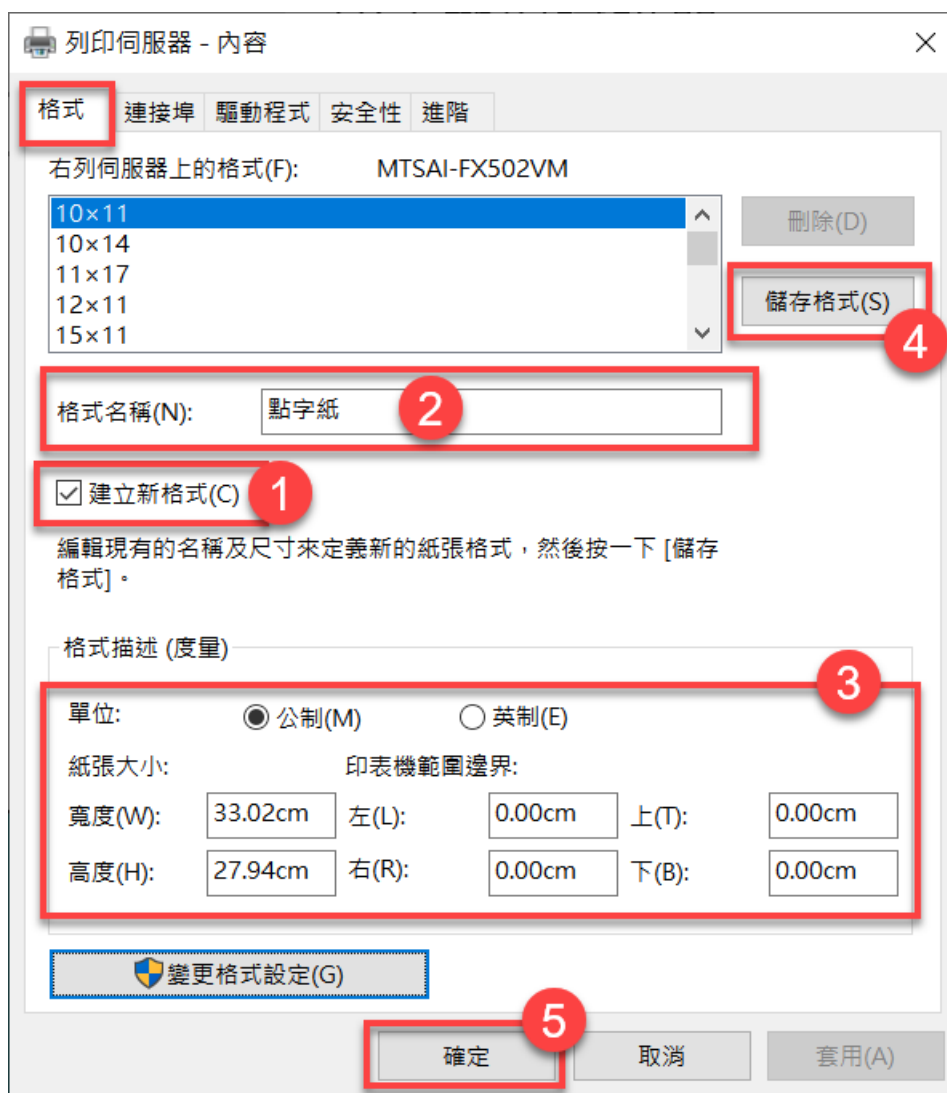 列印伺服器 - 內容
格式 連接埠 驅動程式 安全性 進階
右列伺服器上的格式(F): MTSAI-FX502VM
10×11
10×14
11×17
12×11
15×11
刪除(D)
儲存格式(S)
4
格式名稱(N): 點字紙 2
建立新格式(C) 1
編輯現有的名稱及尺寸來定義新的紙張格式，然後按一下 [儲存
格式]。
格式描述 (度量)
3
單位: 公制(M) 英制(E)
紙張大小: 印表機範圍邊界:
寬度(W): 33.02cm 左(L): 0.00cm 上(T): 0.00cm
高度(H): 27.94cm 右(R): 0.00cm 下(B): 0.00cm
變更格式設定(G)
5
確定 取消 套用(A)